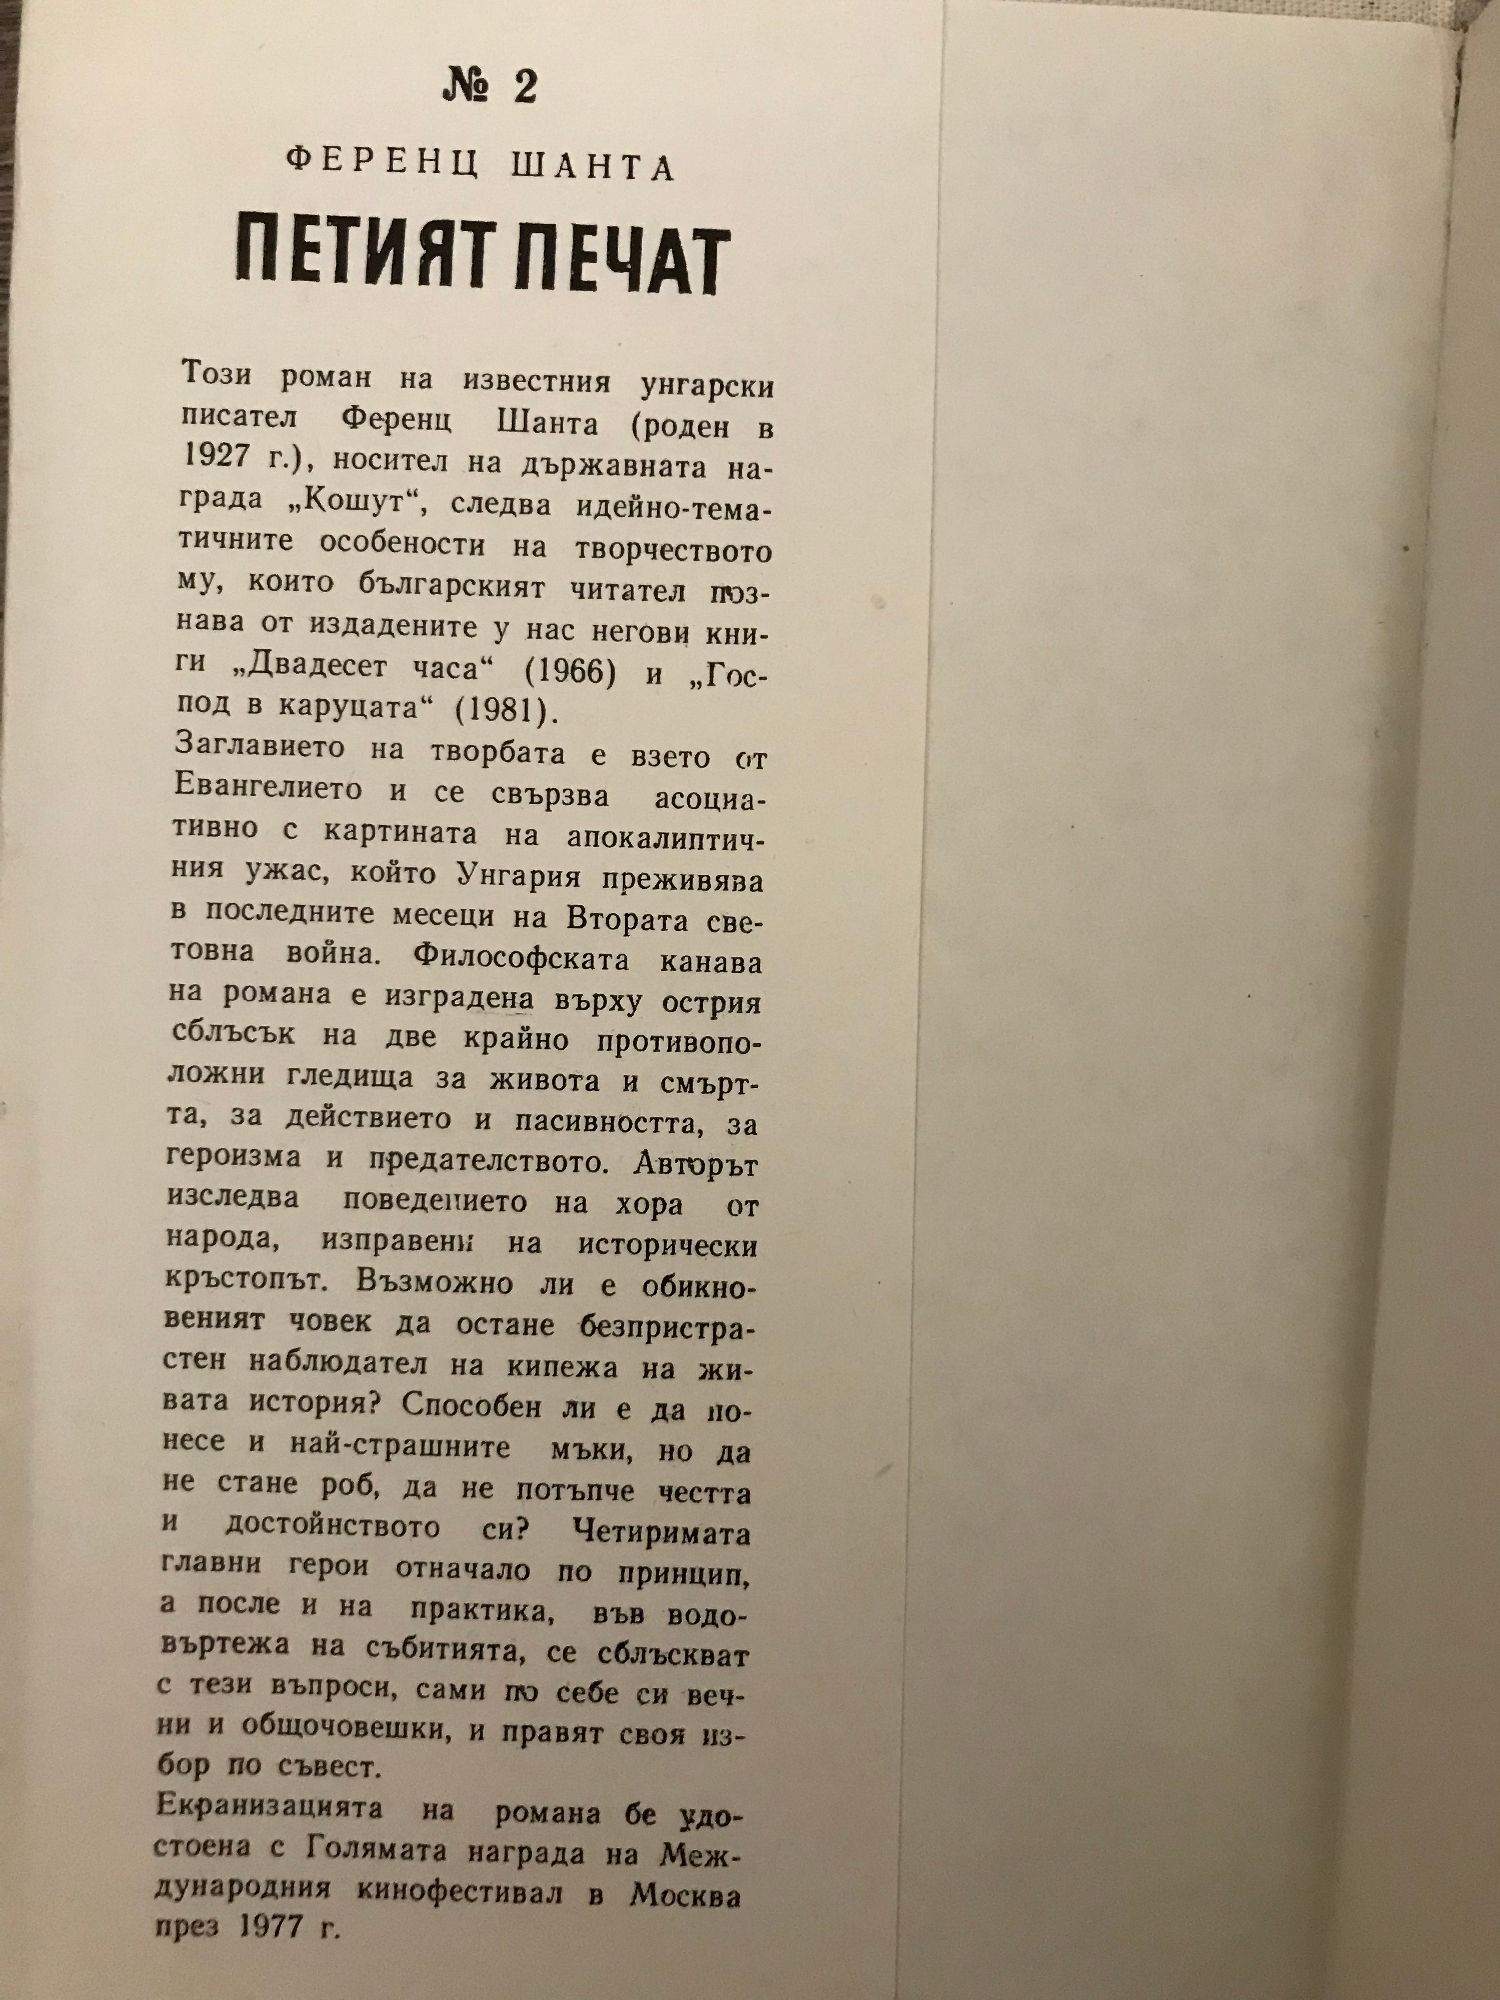 № 2
ФЕРЕНЦ ШАНТА
ПЕТИЯТ ПЕЧАТ
Този роман на известния унгарски
писател Ференц Шанта (роден в
1927 г.), носител на държавната на-
града „Кошут“, следва идейно-тема-
тичните особености на творчеството
му, които българският читател поз-
нава от издадените у нас негови кни-
ги „Двадесет часа“ (1966) и „Гос-
под в каруцата“ (1981).
Заглавието на творбата е взето от
Евангелието и се свързва асоциа-
тивно с картината на апокалиптич-
ния ужас, който Унгария преживява
в последните месеци на Втората све-
товна война. Философската канава
на романа е изградена върху острия
сблъсък на две крайно противопо-
ложни гледища за живота и смърт-
та, за действието и пасивността, за
героизма и предателството. Авторът
изследва поведението на хора от
народа, изправени на исторически
кръстопът. Възможно ли е обикно-
веният човек да остане безпристра-
стен наблюдател на кипежа на жи-
вата история? Способен ли е да по-
несе и най-страшните мъки, но да
не стане роб, да не потъпче честта
и достойнството си? Четиримата
главни герои отначало по принцип,
а после и на практика, във водо-
въртежа на събитията, се сблъскват
с тези въпроси, сами по себе си веч-
ни и общочовешки, и правят своя из-
бор по съвест.
Екранизацията на романа бе удо-
стоена с Голямата награда на Меж-
дународния кинофестивал в Москва
през 1977 г.